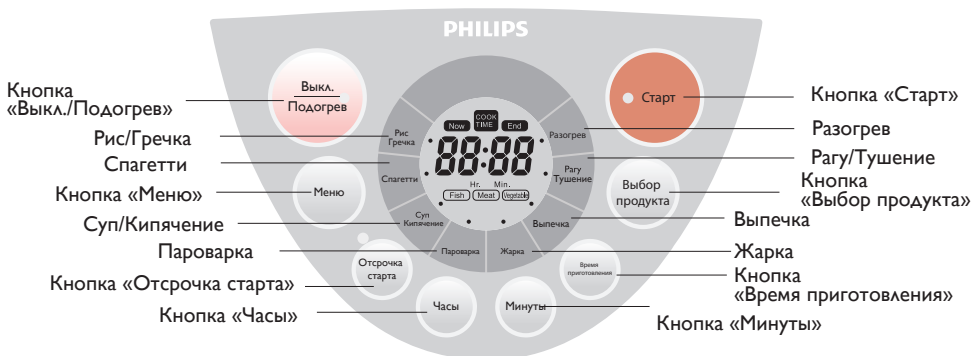 PHILIPS
Кнопка
«Выкл./Подогрев»
Рис/Гречка
Спагетти
Кнопка «Меню»
Суп/Кипячение
Пароварка
Кнопка «Отсрочка старта»
Кнопка «Часы»
Выкл.
Подогрев
Меню
Отсрочка
старта
Часы
Рис
Гречка
Спагетти
Суп
Кипячение
Пароварка
Now
COOK
TIME
End
88:88
Hr. Min.
Fish Meat Vegetable
Разогрев
Рагу
Тушение
Выпечка
Жарка
Старт
Выбор
продукта
Время
приготовления
Минуты
Кнопка «Старт»
Разогрев
Рагу/Тушение
Кнопка
«Выбор продукта»
Выпечка
Жарка
Кнопка
«Время приготовления»
Кнопка «Минуты»